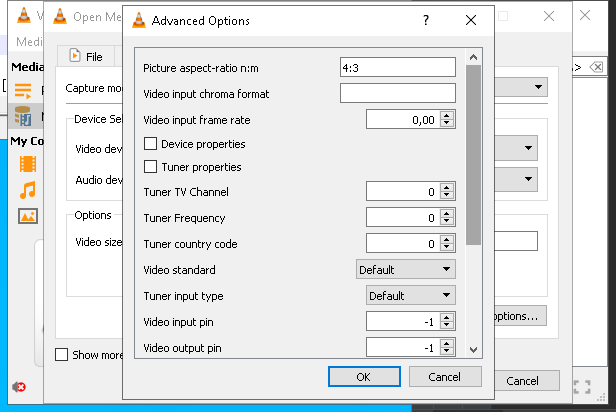 V
Open Me
Advanced Options
?
Medi
File
Media
Capture mo
Device Sel
Video dev
Audio dev
My Co
Options
Video size
Show more
Picture aspect-ratio n:m
4:3
Video input chroma format
Video input frame rate
0,00
Device properties
Tuner properties
Tuner TV Channel
0
Tuner Frequency
0
Tuner country code
0
Video standard
Default
Tuner input type
Default
Video input pin
-1
Video output pin
-1
OK
Cancel
options...
Cancel